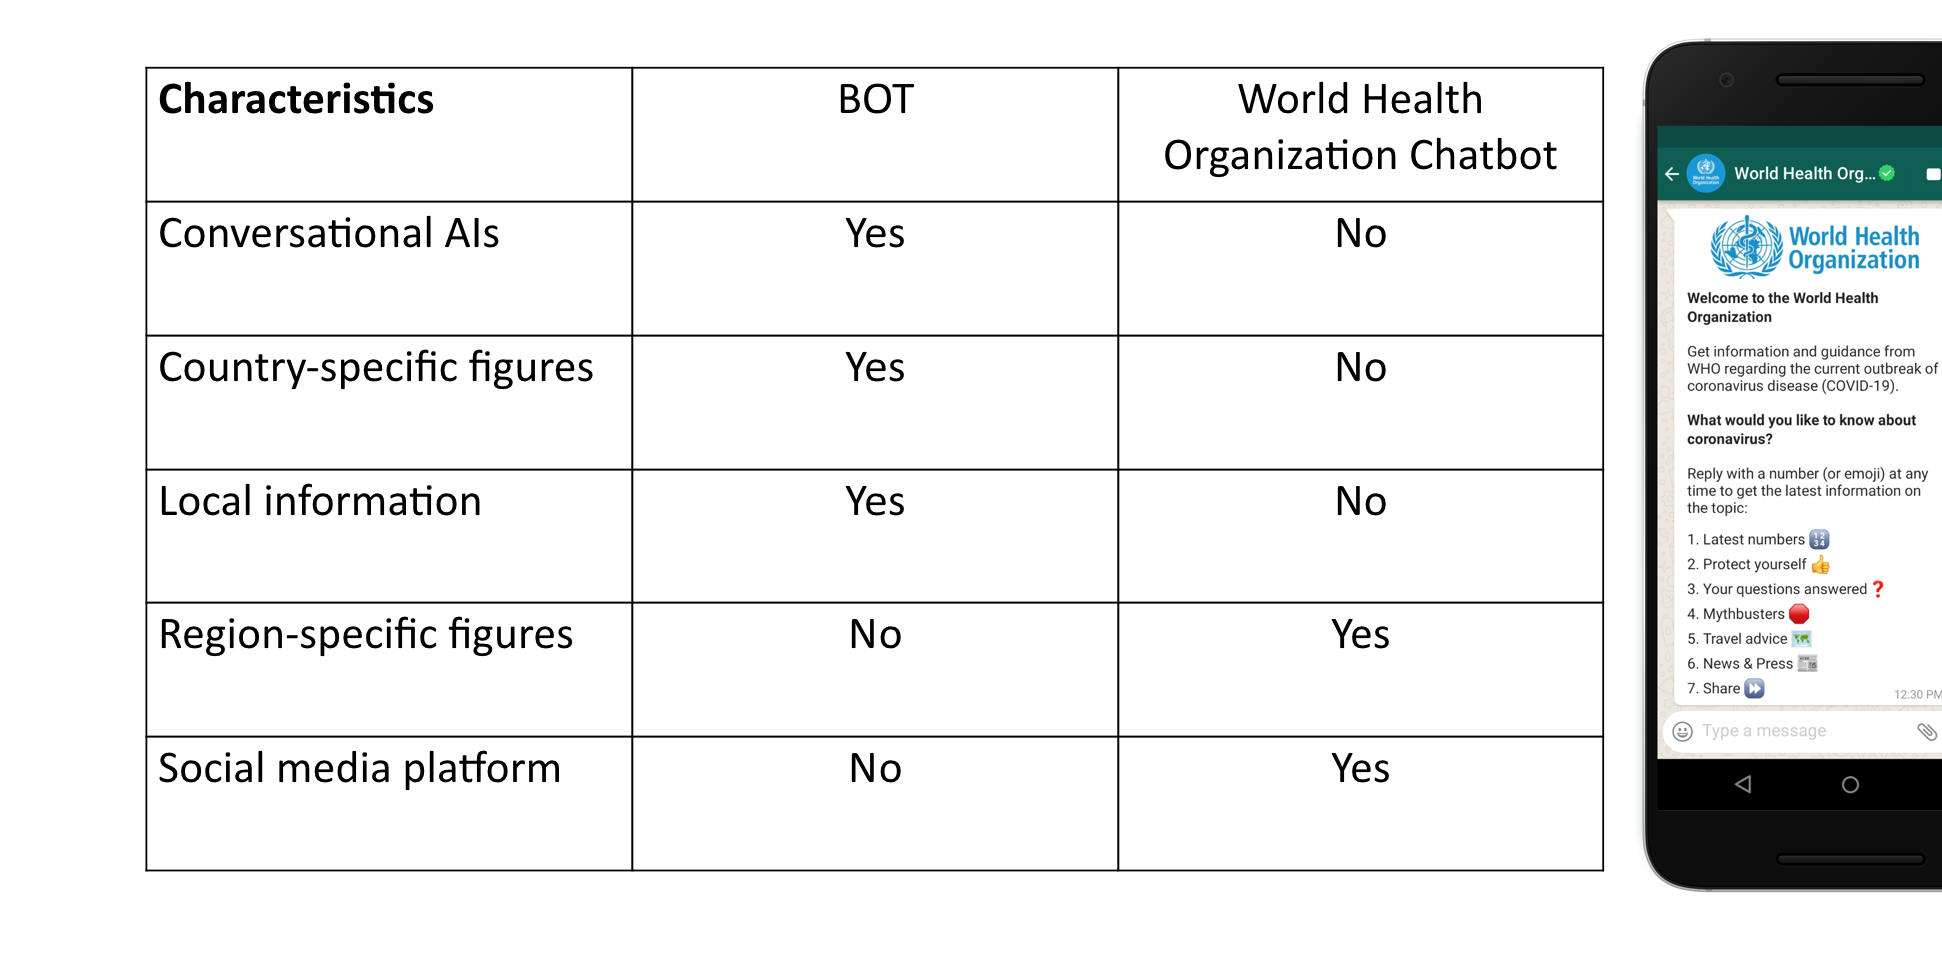 Characteristics
BOT
World Health
Organization Chatbot
Conversational AIs
Yes
No
Country-specific figures
Yes
No
Local information
Yes
No
Region-specific figures
No
Yes
Social media platform
No
Yes
World Health Org...
World Health
Organization
Welcome to the World Health
Organization
Get information and guidance from
WHO regarding the current outbreak of
coronavirus disease (COVID-19).
What would you like to know about
coronavirus?
Reply with a number (or emoji) at any
time to get the latest information on
the topic:
1. Latest numbers
2. Protect yourself
3. Your questions answered ❓
4. Mythbusters
5. Travel advice
6. News & Press
7. Share
12:30 PM
Type a message